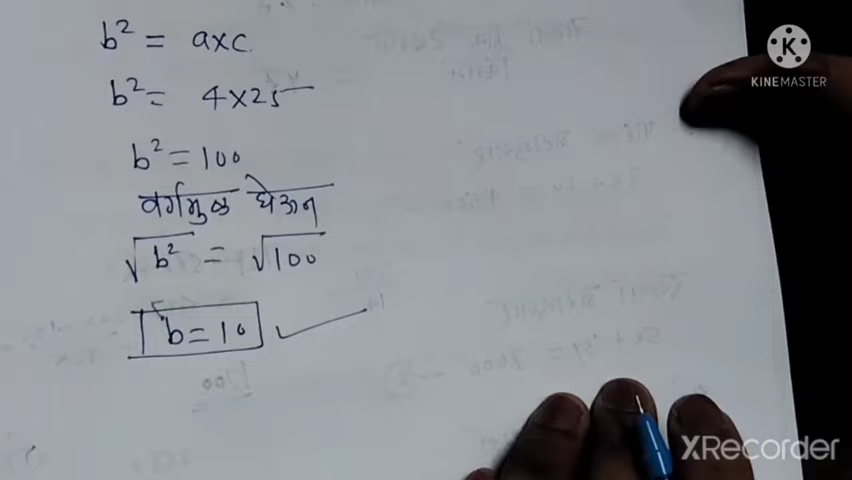 b² = a×c
b² = 4×25
b² = 100
वर्गमुळ घेऊन
√b² = √100
b = 10
K
KINEMASTER
XRecorder